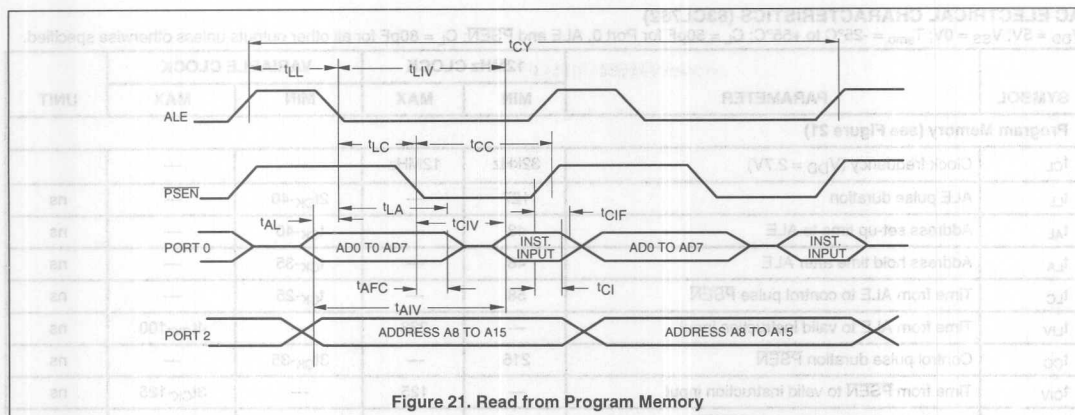 tCY
tLL tLIV
ALE
tLC tCC
PSEN
tLA tCIF
tAL tCIV
PORT 0 AD0 T0 AD7 INST. INPUT AD0 TO AD7 INST. INPUT
tAFC tCI
tAIV
PORT 2 ADDRESS A8 TO A15 ADDRESS A8 TO A15
Figure 21. Read from Program Memory